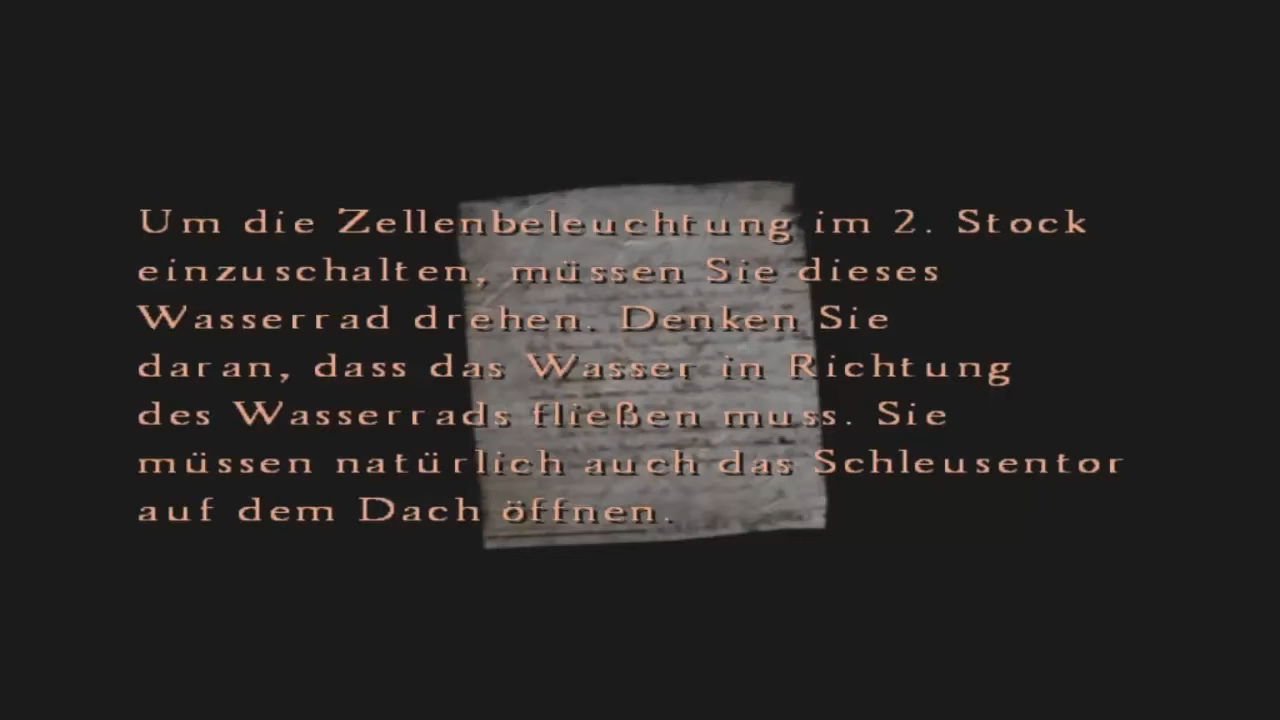 Um die Zellenbeleuchtung im 2. Stock
einzuschalten, müssen Sie dieses
Wasserrad drehen. Denken Sie
daran, dass das Wasser in Richtung
des Wasserrads fließen muss. Sie
müssen natürlich auch das Schleusentor
auf dem Dach öffnen.